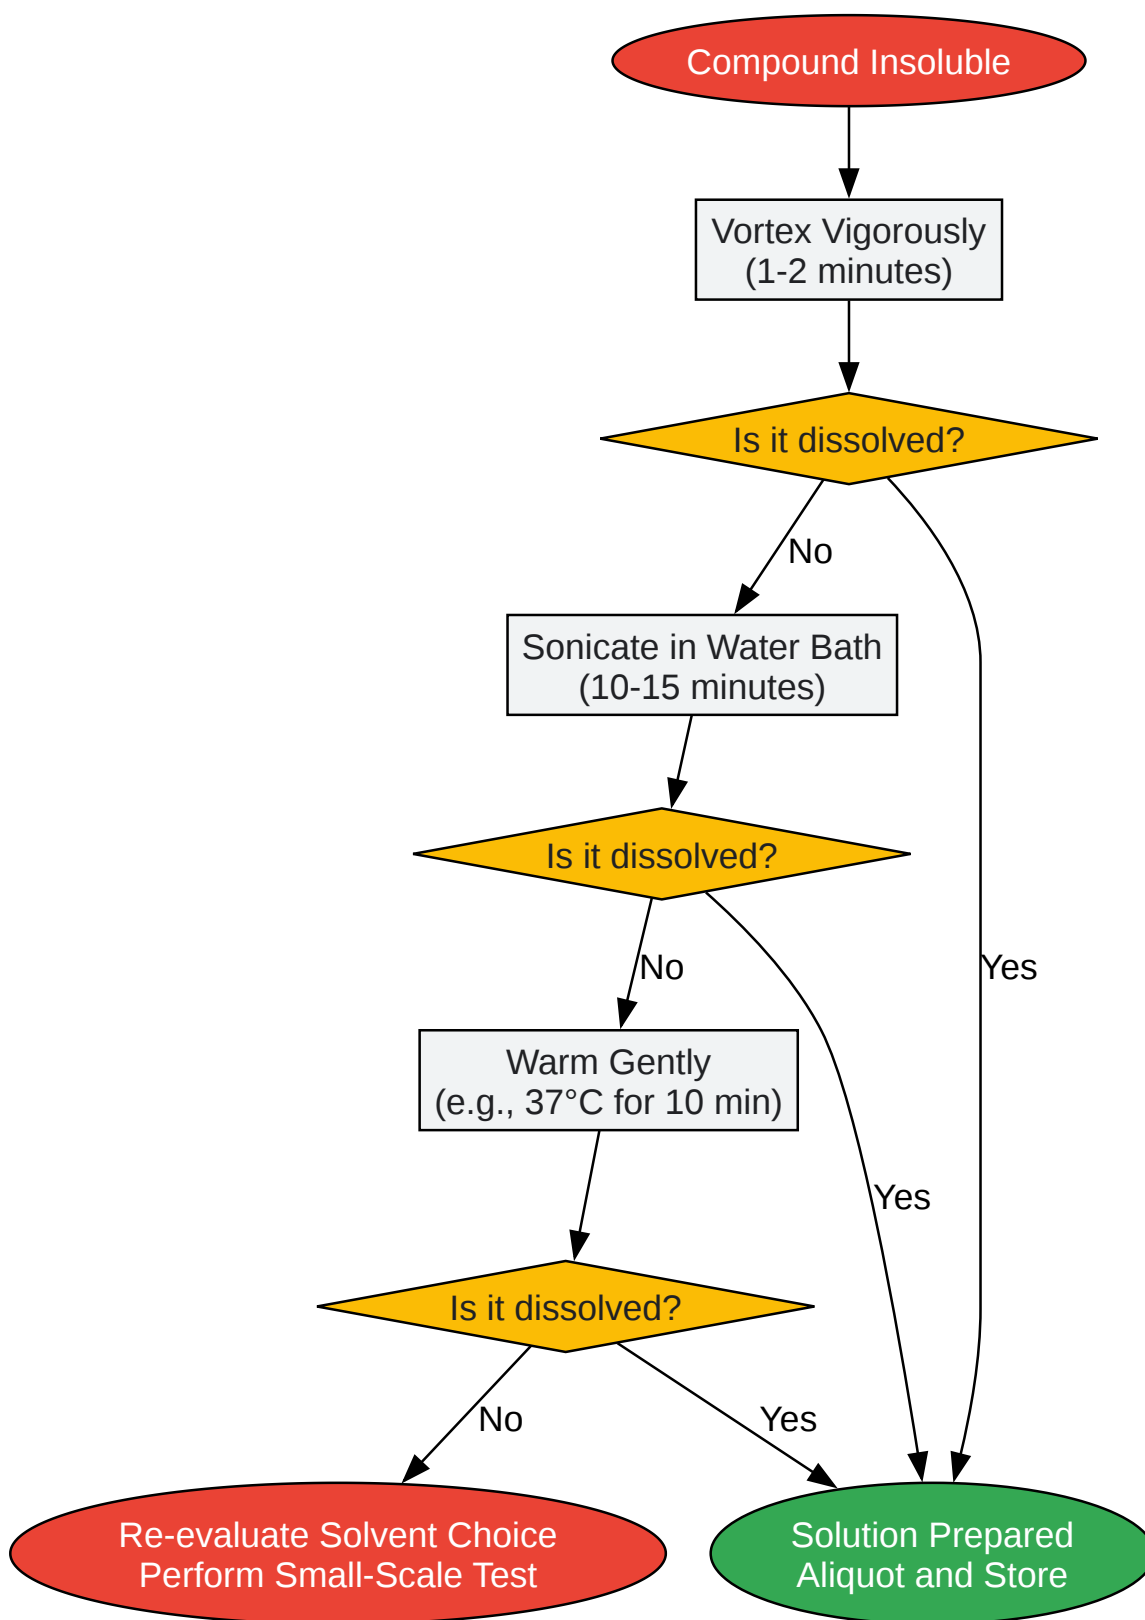 Compound Insoluble
Vortex Vigorously
(1-2 minutes)
Is it dissolved?
No
Sonicate in Water Bath
(10-15 minutes)
Is it dissolved?
No
Yes
Warm Gently
(e.g., 37°C for 10 min)
Yes
Is it dissolved?
No
Yes
Re-evaluate Solvent Choice
Perform Small-Scale Test
Solution Prepared
Aliquot and Store